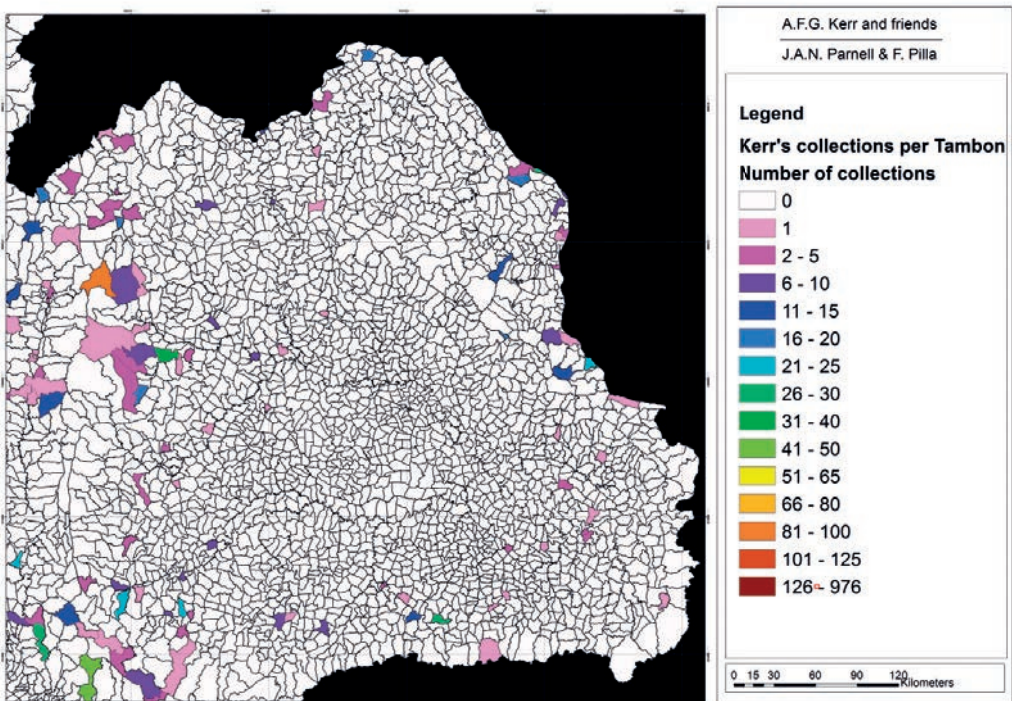 A.F.G. Kerr and friends
J.A.N. Parnell & F. Pilla
Legend
Kerr's collections per Tambon
Number of collections
0
1
2 - 5
6 - 10
11 - 15
16 - 20
21 - 25
26 - 30
31 - 40
41 - 50
51 - 65
66 - 80
81 - 100
101 - 125
126 - 976
0 15 30 60 90 120
Kilometers